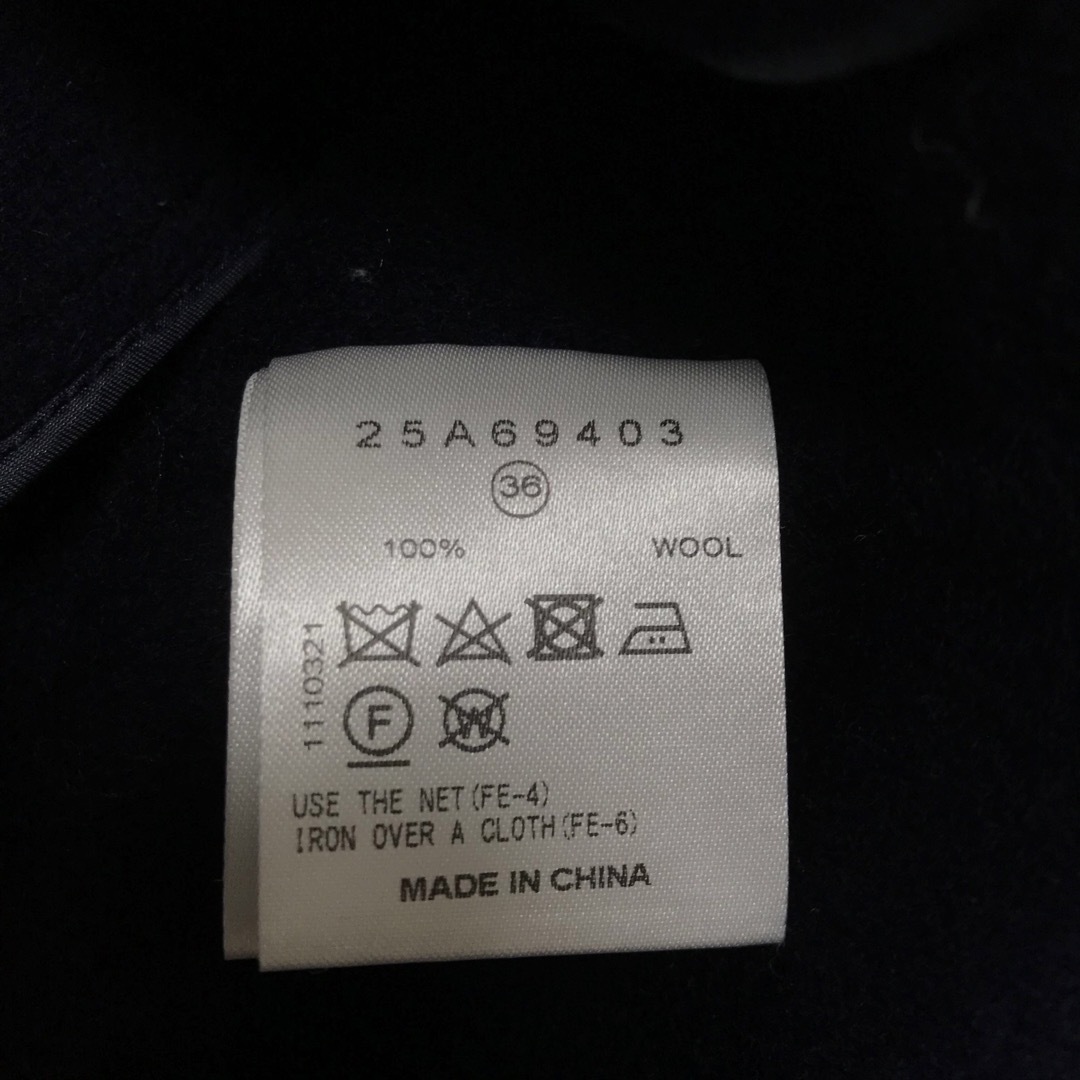 25A69403
36
100% WOOL
1110321
F
W
USE THE NET(FE-4)
IRON OVER A CLOTH(FE-6)
MADE IN CHINA